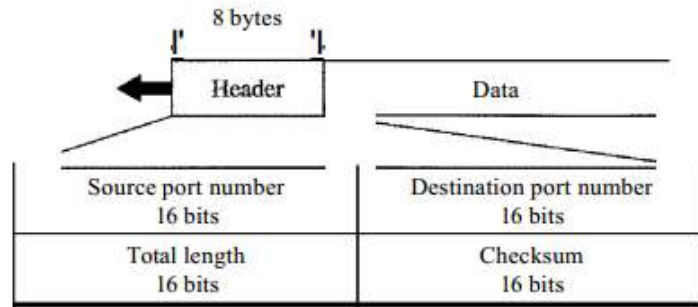 8 bytes
Header
Data
Source port number
16 bits
Destination port number
16 bits
Total length
16 bits
Checksum
16 bits